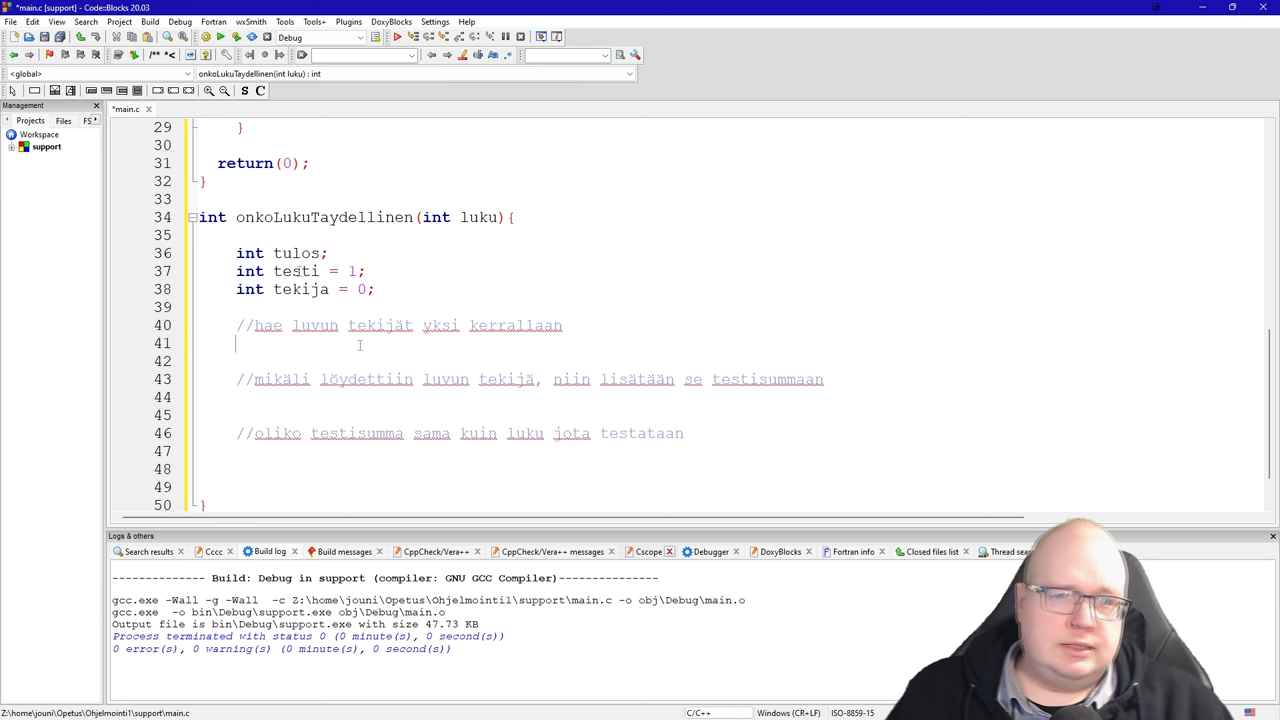 *main.c [support] - Code::Blocks 20.03
File Edit View Search Project Build Debug Fortran wxSmith Tools Tools+ Plugins DoxyBlocks Settings Help
Debug
/** *<
<global> onkoLukuTaydellinen(int luku) : int
S C
Management
Projects Files FS
Workspace
support
*main.c
29 }
30
31 return(0);
32 }
33
34 int onkoLukuTaydellinen(int luku){
35
36 int tulos;
37 int testi = 1;
38 int tekija = 0;
39
40 //hae luvun tekijät yksi kerrallaan
41
42
43 //mikäli löydettiin luvun tekijä, niin lisätään se testisummaan
44
45
46 //oliko testisumma sama kuin luku jota testataan
47
48
49
50 }
Logs & others
Search results Cccc Build log Build messages CppCheck/Vera++ CppCheck/Vera++ messages Cscope Debugger DoxyBlocks Fortran info Closed files list Thread sear
-------------- Build: Debug in support (compiler: GNU GCC Compiler)---------------
gcc.exe -Wall -g -Wall -c Z:\home\jouni\Opetus\Ohjelmointi1\support\main.c -o obj\Debug\main.o
gcc.exe -o bin\Debug\support.exe obj\Debug\main.o
Output file is bin\Debug\support.exe with size 47.73 KB
Process terminated with status 0 (0 minute(s), 0 second(s))
0 error(s), 0 warning(s) (0 minute(s), 0 second(s))
Z:\home\jouni\Opetus\Ohjelmointi1\support\main.c C/C++ Windows (CR+LF) ISO-8859-15